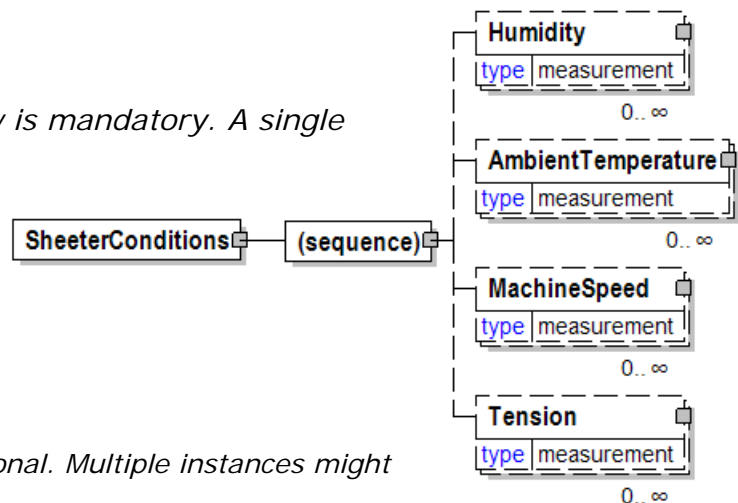 Humidity
type measurement
0.. ∞
is mandatory. A single
AmbientTemperature
type measurement
0.. ∞
SheeterConditions
(sequence)
MachineSpeed
type measurement
0.. ∞
Tension
onal. Multiple instances might
type measurement
0.. ∞